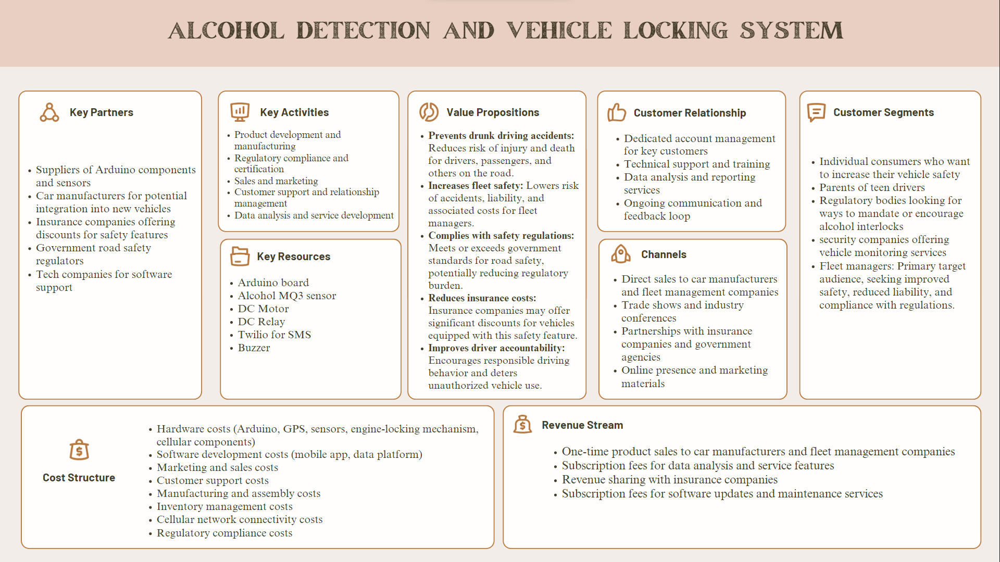 ALCOHOL DETECTION AND VEHICLE LOCKING SYSTEM
Key Partners
• Suppliers of Arduino components
and sensors
• Car manufacturers for potential
integration into new vehicles
• Insurance companies offering
discounts for safety features
• Government road safety
regulators
• Tech companies for software
support
Key Activities
• Product development and
manufacturing
• Regulatory compliance and
certification
• Sales and marketing
• Customer support and relationship
management
• Data analysis and service development
Key Resources
• Arduino board
• Alcohol MQ3 sensor
• DC Motor
• DC Relay
• Twilio for SMS
• Buzzer
Value Propositions
• Prevents drunk driving accidents:
Reduces risk of injury and death
for drivers, passengers, and
others on the road.
• Increases fleet safety: Lowers risk
of accidents, liability, and
associated costs for fleet
managers.
• Complies with safety regulations:
Meets or exceeds government
standards for road safety,
potentially reducing regulatory
burden.
• Reduces insurance costs:
Insurance companies may offer
significant discounts for vehicles
equipped with this safety feature.
• Improves driver accountability:
Encourages responsible driving
behavior and deters
unauthorized vehicle use.
Customer Relationship
• Dedicated account management
for key customers
• Technical support and training
• Data analysis and reporting
services
• Ongoing communication and
feedback loop
Channels
• Direct sales to car manufacturers
and fleet management companies
• Trade shows and industry
conferences
• Partnerships with insurance
companies and government
agencies
• Online presence and marketing
materials
Customer Segments
• Individual consumers who want
to increase their vehicle safety
• Parents of teen drivers
• Regulatory bodies looking for
ways to mandate or encourage
alcohol interlocks
• security companies offering
vehicle monitoring services
• Fleet managers: Primary target
audience, seeking improved
safety, reduced liability, and
compliance with regulations.
Cost Structure
• Hardware costs (Arduino, GPS, sensors, engine-locking mechanism,
cellular components)
• Software development costs (mobile app, data platform)
• Marketing and sales costs
• Customer support costs
• Manufacturing and assembly costs
• Inventory management costs
• Cellular network connectivity costs
• Regulatory compliance costs
Revenue Stream
• One-time product sales to car manufacturers and fleet management companies
• Subscription fees for data analysis and service features
• Revenue sharing with insurance companies
• Subscription fees for software updates and maintenance services